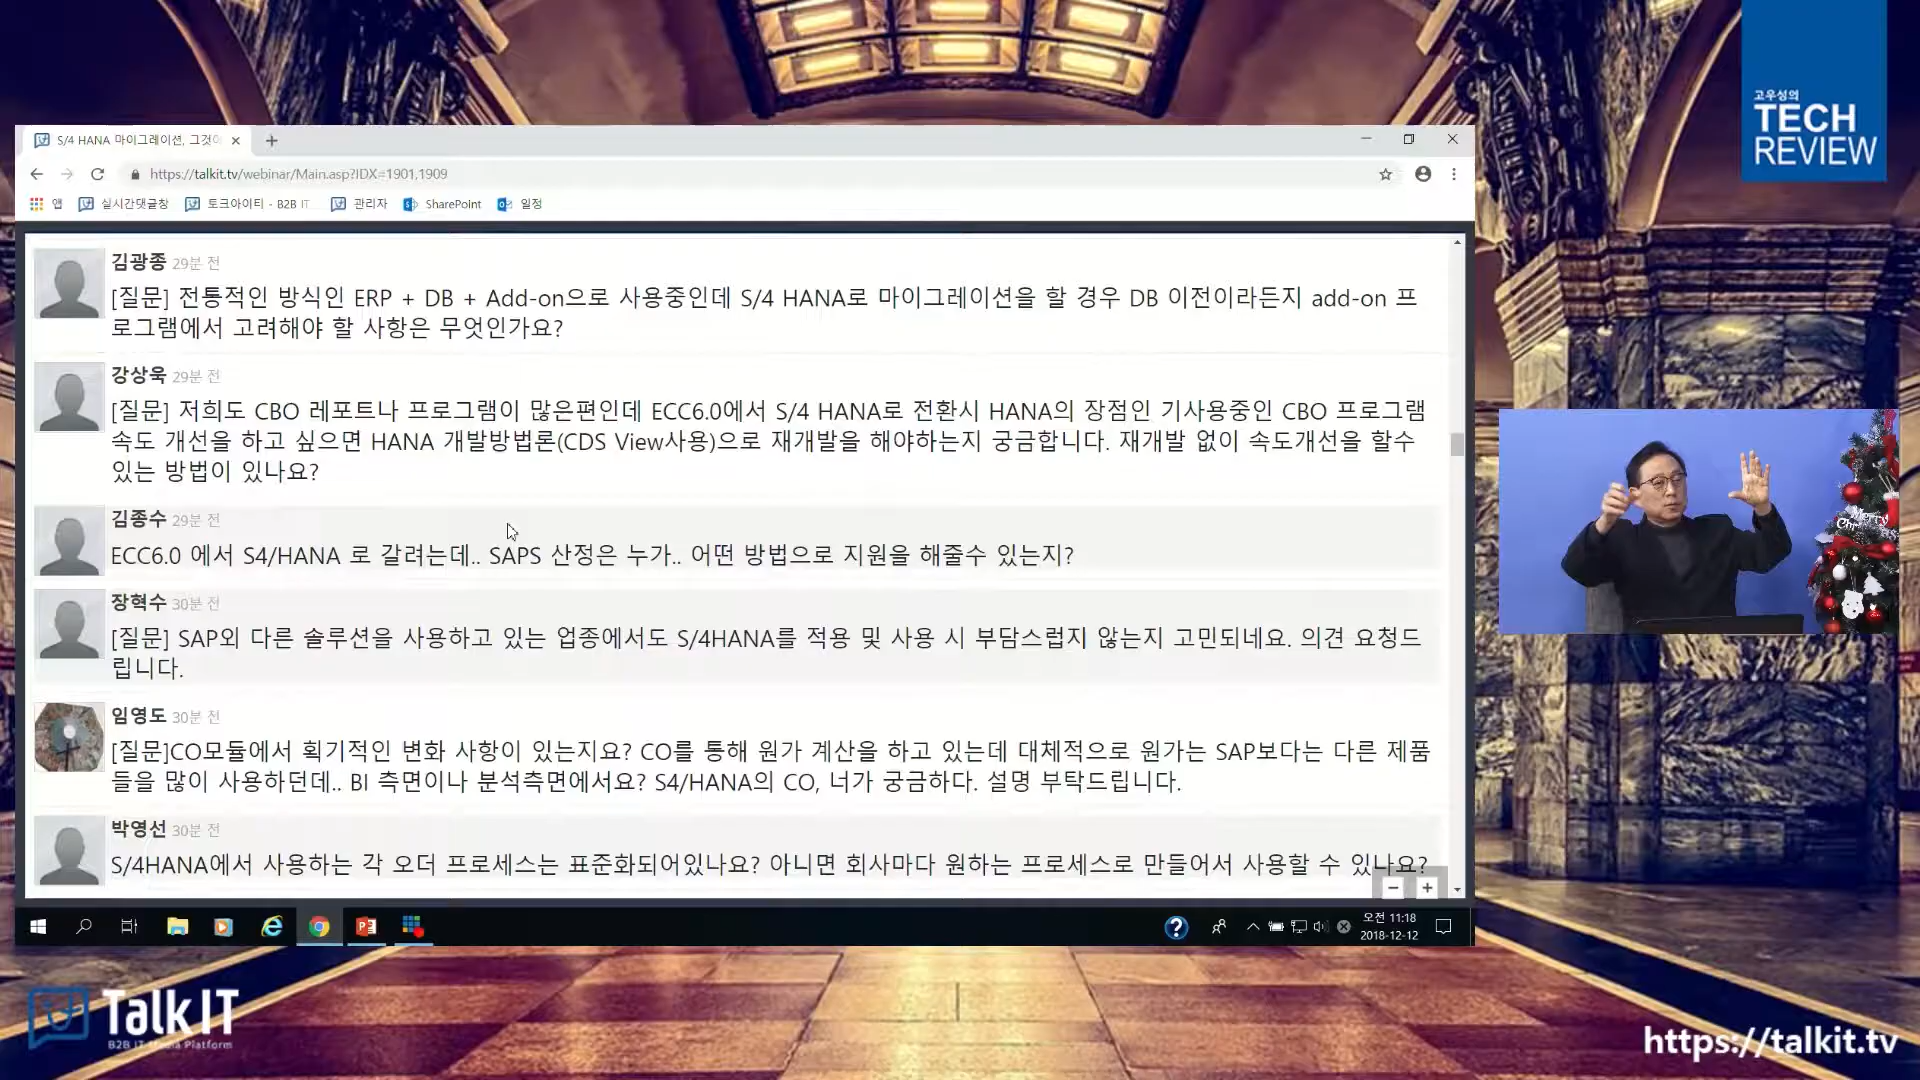 고우성의
TECH
REVIEW
S/4 HANA 마이그레이션, 그것이
https://talkit.tv/webinar/Main.asp?IDX=1901,1909
앱 실시간댓글창 토크아이티 - B2B IT 관리자 SharePoint 일정
김광종 29분 전
[질문] 전통적인 방식인 ERP + DB + Add-on으로 사용중인데 S/4 HANA로 마이그레이션을 할 경우 DB 이전이라든지 add-on 프
로그램에서 고려해야 할 사항은 무엇인가요?
강상욱 29분 전
[질문] 저희도 CBO 레포트나 프로그램이 많은편인데 ECC6.0에서 S/4 HANA로 전환시 HANA의 장점인 기사용중인 CBO 프로그램
속도 개선을 하고 싶으면 HANA 개발방법론(CDS View사용)으로 재개발을 해야하는지 궁금합니다. 재개발 없이 속도개선을 할수
있는 방법이 있나요?
김종수 29분 전
ECC6.0 에서 S4/HANA 로 갈려는데.. SAPS 산정은 누가.. 어떤 방법으로 지원을 해줄수 있는지?
장혁수 30분 전
[질문] SAP외 다른 솔루션을 사용하고 있는 업종에서도 S/4HANA를 적용 및 사용 시 부담스럽지 않는지 고민되네요. 의견 요청드
립니다.
임영도 30분 전
[질문]CO모듈에서 획기적인 변화 사항이 있는지요? CO를 통해 원가 계산을 하고 있는데 대체적으로 원가는 SAP보다는 다른 제품
들을 많이 사용하던데.. BI 측면이나 분석측면에서요? S4/HANA의 CO, 너가 궁금하다. 설명 부탁드립니다.
박영선 30분 전
S/4HANA에서 사용하는 각 오더 프로세스는 표준화되어있나요? 아니면 회사마다 원하는 프로세스로 만들어서 사용할 수 있나요?
오전 11:18
2018-12-12
Talk IT
B2B IT Media Platform
https://talkit.tv